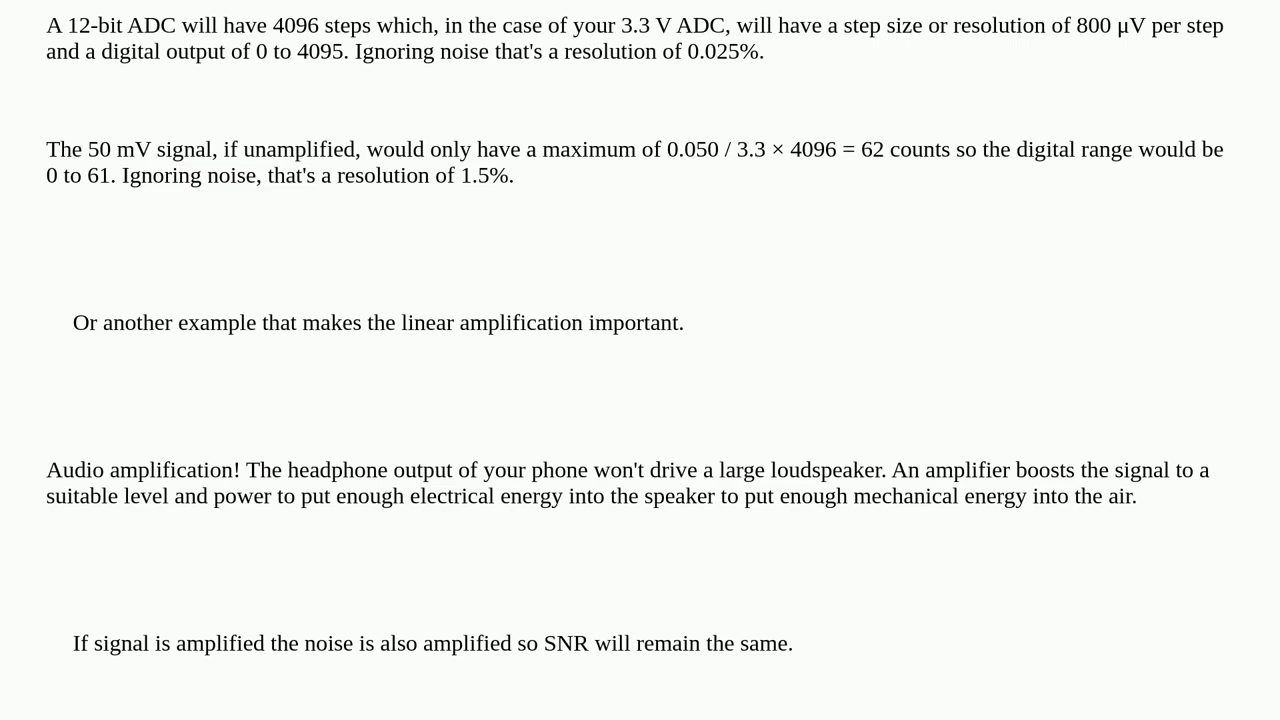 A 12-bit ADC will have 4096 steps which, in the case of your 3.3 V ADC, will have a step size or resolution of 800 μV per step
and a digital output of 0 to 4095. Ignoring noise that's a resolution of 0.025%.
The 50 mV signal, if unamplified, would only have a maximum of 0.050 / 3.3 × 4096 = 62 counts so the digital range would be
0 to 61. Ignoring noise, that's a resolution of 1.5%.
Or another example that makes the linear amplification important.
Audio amplification! The headphone output of your phone won't drive a large loudspeaker. An amplifier boosts the signal to a
suitable level and power to put enough electrical energy into the speaker to put enough mechanical energy into the air.
If signal is amplified the noise is also amplified so SNR will remain the same.